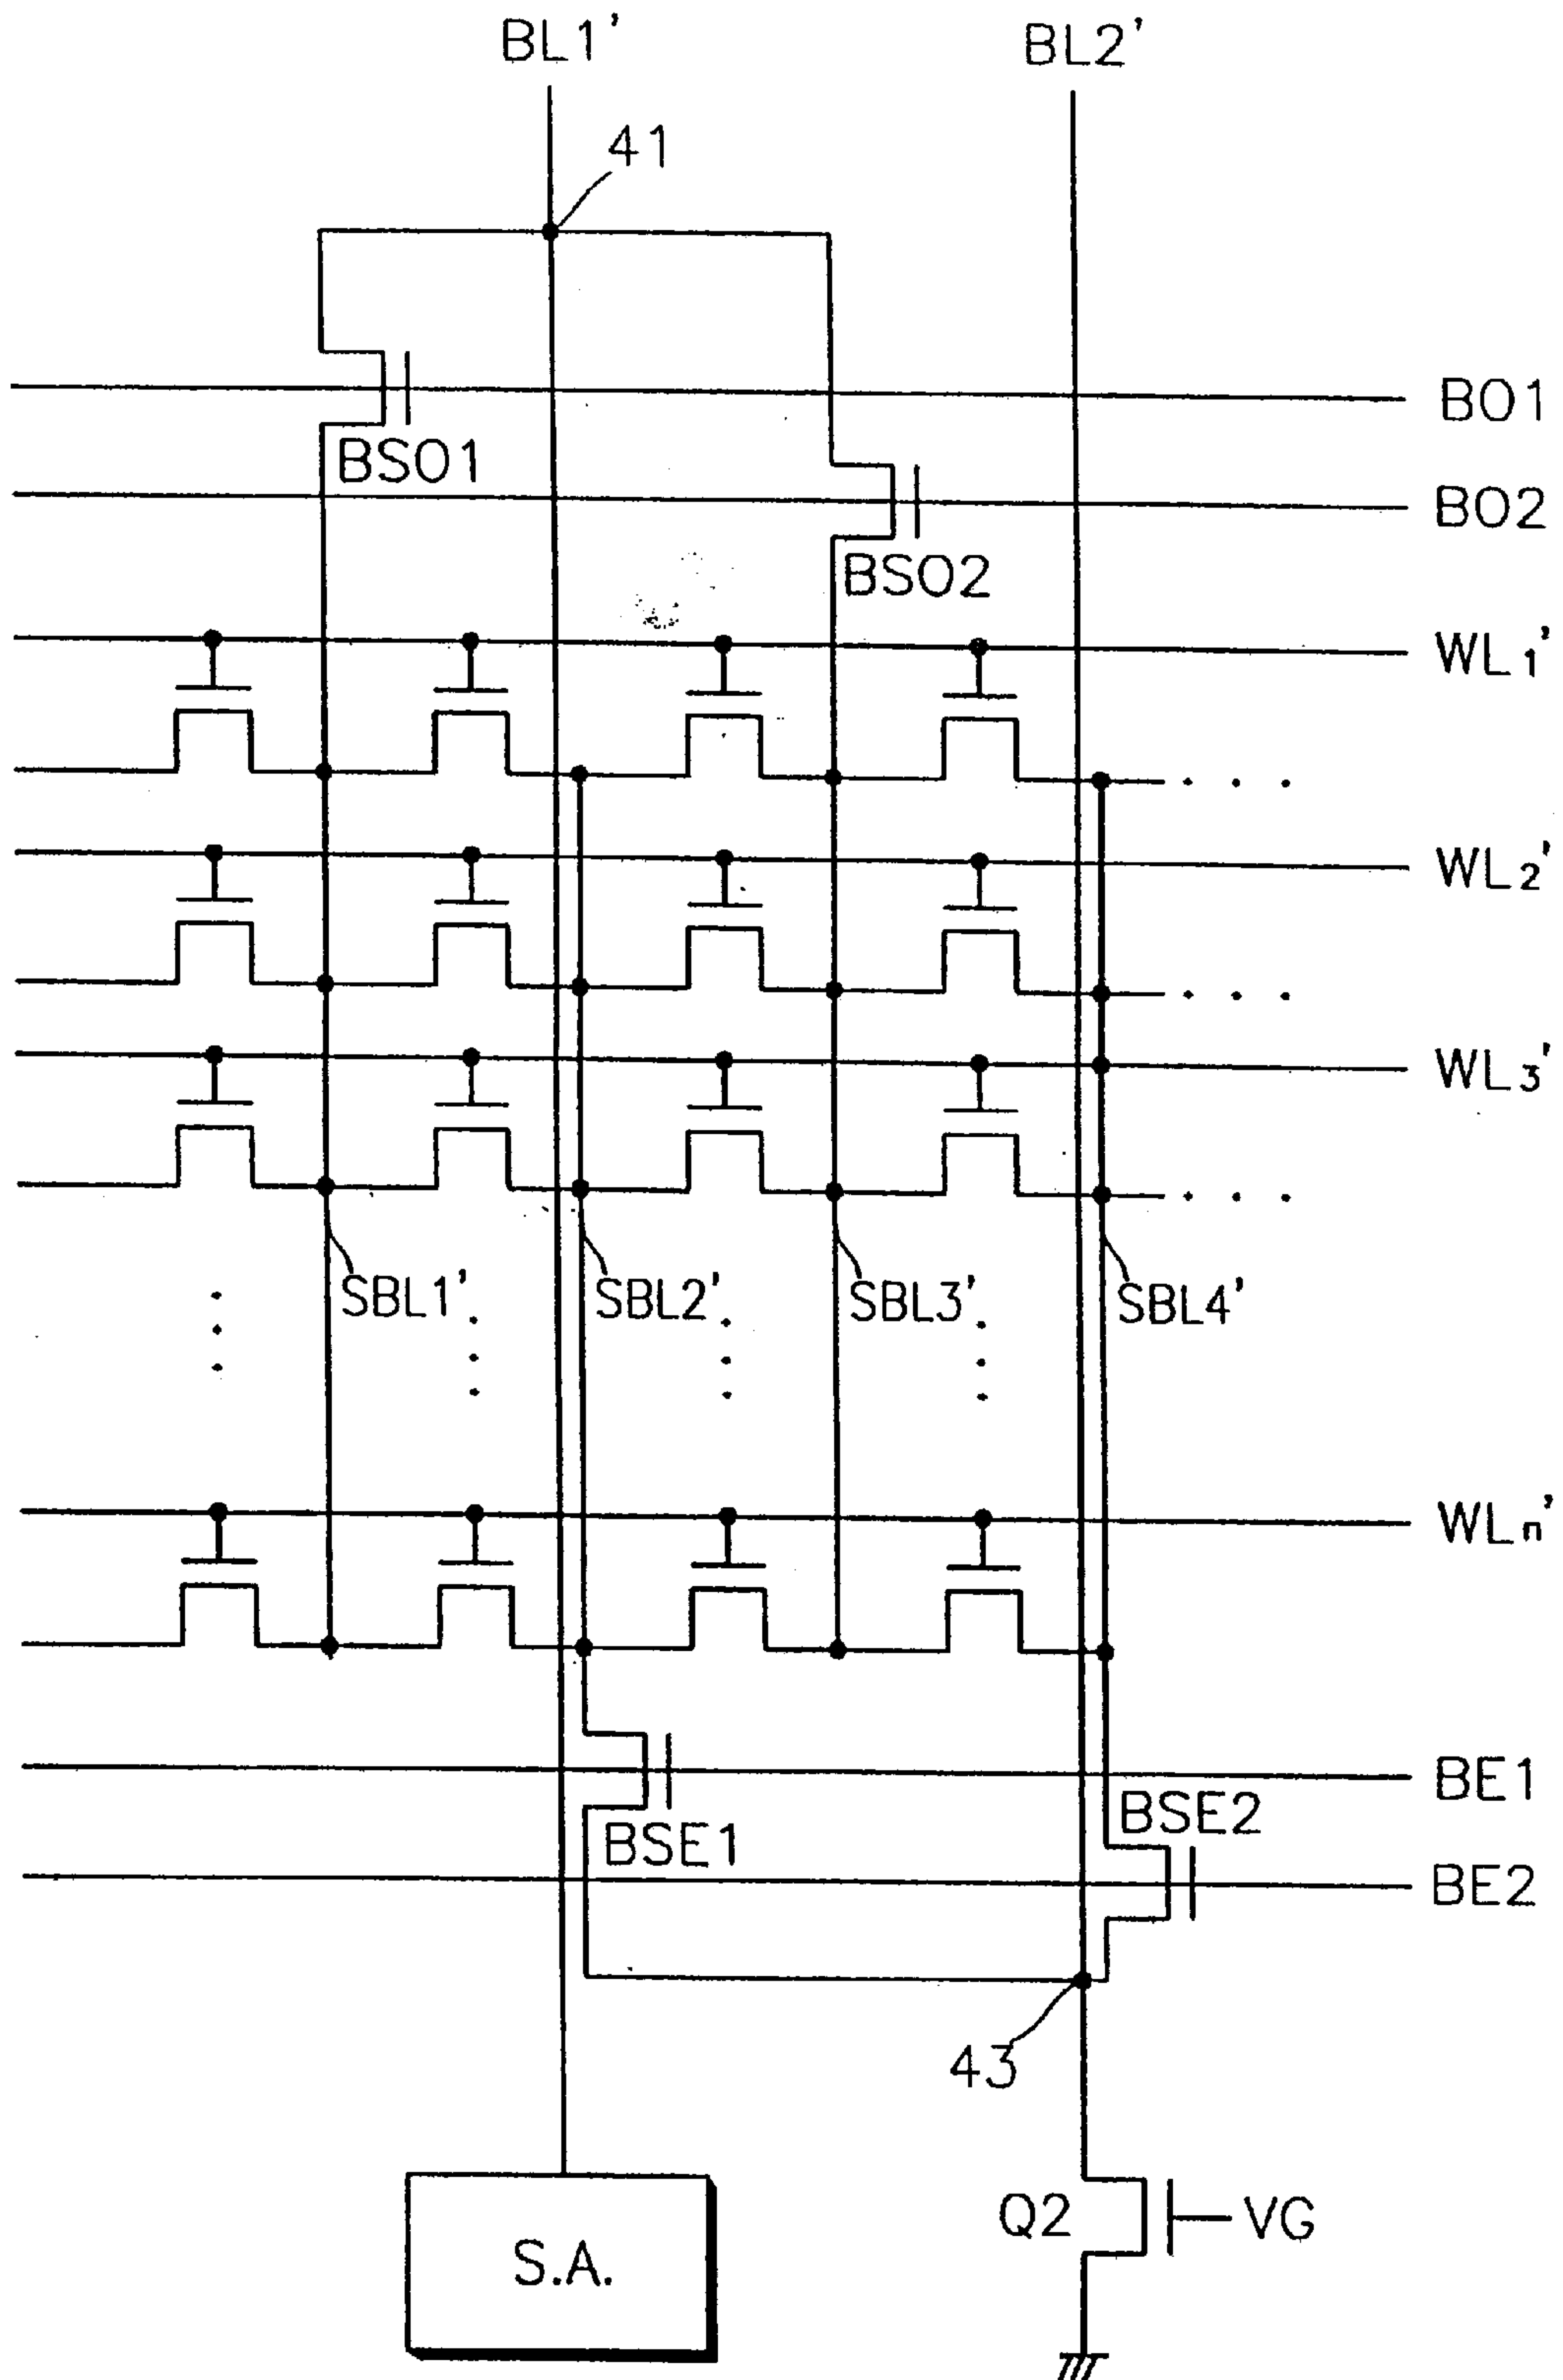 BL1' BL2'
41
BO1
BSO1
BO2
BSO2
WL1'
WL2'
WL3'
SBL1' SBL2' SBL3' SBL4'
WLn'
BE1
BSE2
BSE1
BE2
43
Q2 VG
S.A.